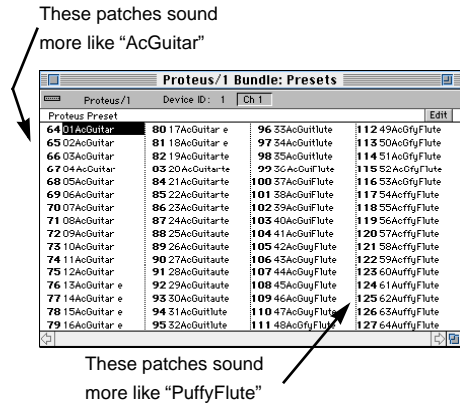 These patches sound
more like “AcGuitar”
Proteus/1 Bundle: Presets
Proteus/1 Device ID: 1 Ch 1
Proteus Preset Edit
64 01AcGuitar 80 17AcGuitar e 96 33AcGuitlute 112 49AcGfyFlute
65 02AcGuitar 81 18AcGuitar e 97 34AcGuitlute 113 50AcGfyFlute
66 03AcGuitar 82 19AcGuitarte 98 35AcGuitlute 114 51AcGfyFlute
67 04AcGuitar 83 20AcGuitarte 99 36AcGuiFlute 115 52AcGfyFlute
68 05AcGuitar 84 21AcGuitarte 100 37AcGuiFlute 116 53AcGfyFlute
69 06AcGuitar 85 22AcGuitarte 101 38AcGuiFlute 117 54AcffyFlute
70 07AcGuitar 86 23AcGuitarte 102 39AcGuiFlute 118 55AcffyFlute
71 08AcGuitar 87 24AcGuitarte 103 40AcGuiFlute 119 56AcffyFlute
72 09AcGuitar 88 25AcGuitaute 104 41AcGuiFlute 120 57AcffyFlute
73 10AcGuitar 89 26AcGuitaute 105 42AcGuyFlute 121 58AcffyFlute
74 11AcGuitar 90 27AcGuitaute 106 43AcGuyFlute 122 59AcffyFlute
75 12AcGuitar 91 28AcGuitaute 107 44AcGuyFlute 123 60AuffyFlute
76 13AcGuitar e 92 29AcGuitaute 108 45AcGuyFlute 124 61AuffyFlute
77 14AcGuitar e 93 30AcGuitaute 109 46AcGuyFlute 125 62AuffyFlute
78 15AcGuitar e 94 31AcGuitlute 110 47AcGuyFlute 126 63AuffyFlute
79 16AcGuitar e 95 32AcGuitlute 111 48AcGfyFlute 127 64AuffyFlute
These patches sound
more like “PuffyFlute”